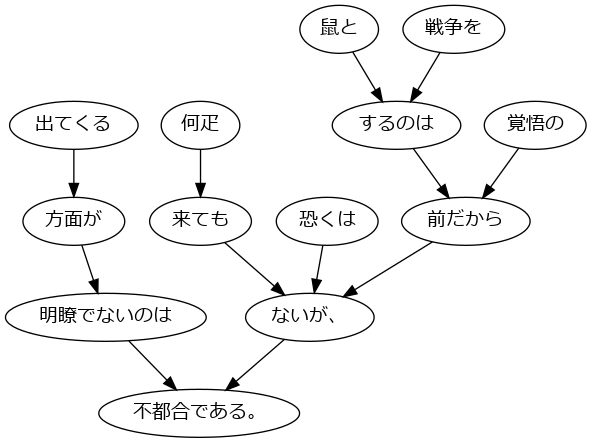 鼠と
戦争を
出てくる
何疋
するのは
覚悟の
方面が
来ても
恐くは
前だから
明瞭でないのは
ないが、
不都合である。